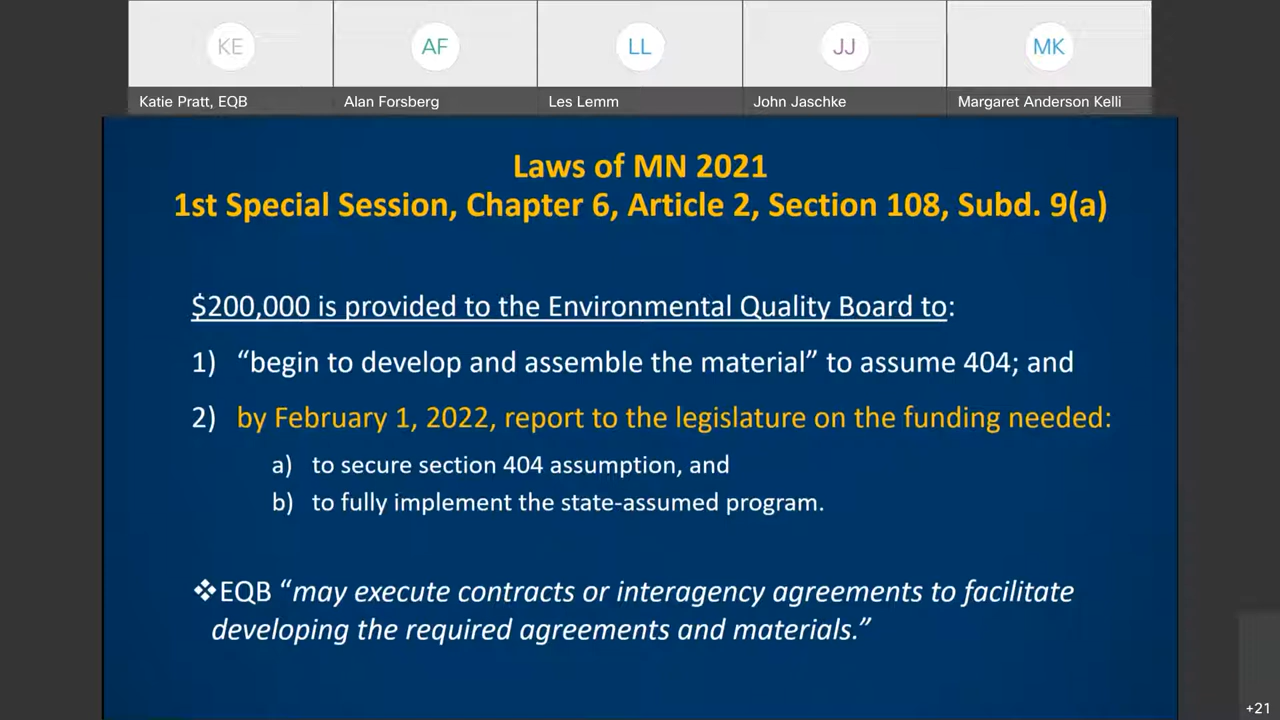 KE
AF
LL
JJ
MK
Katie Pratt, EQB
Alan Forsberg
Les Lemm
John Jaschke
Margaret Anderson Kelli
Laws of MN 2021
1st Special Session, Chapter 6, Article 2, Section 108, Subd. 9(a)
$200,000 is provided to the Environmental Quality Board to:
1) “begin to develop and assemble the material” to assume 404; and
2) by February 1, 2022, report to the legislature on the funding needed:
a) to secure section 404 assumption, and
b) to fully implement the state-assumed program.
❖EQB “may execute contracts or interagency agreements to facilitate
developing the required agreements and materials.”
+21